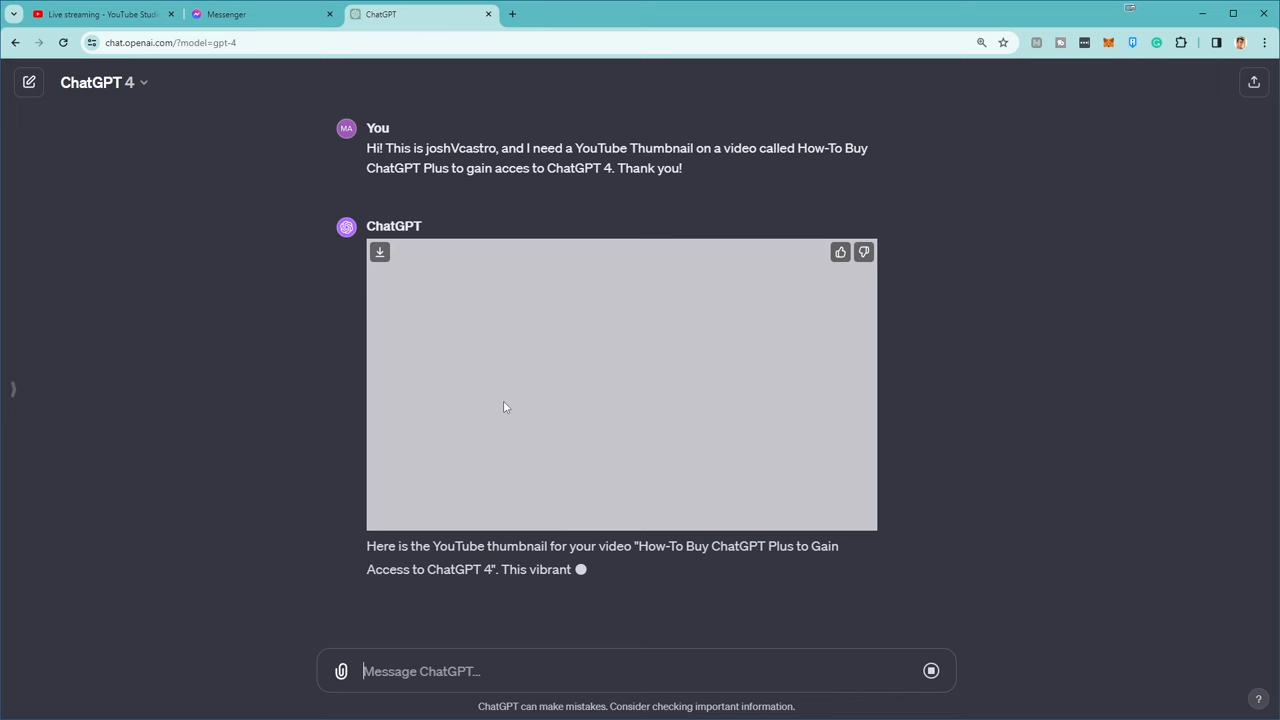 Live streaming - YouTube Stud
Messenger
ChatGPT
chat.openai.com/?model=gpt-4
ChatGPT 4
MA
You
Hi! This is joshVcastro, and I need a YouTube Thumbnail on a video called How-To Buy
ChatGPT Plus to gain acces to ChatGPT 4. Thank you!
ChatGPT
Here is the YouTube thumbnail for your video "How-To Buy ChatGPT Plus to Gain
Access to ChatGPT 4". This vibrant
Message ChatGPT...
ChatGPT can make mistakes. Consider checking important information.
?